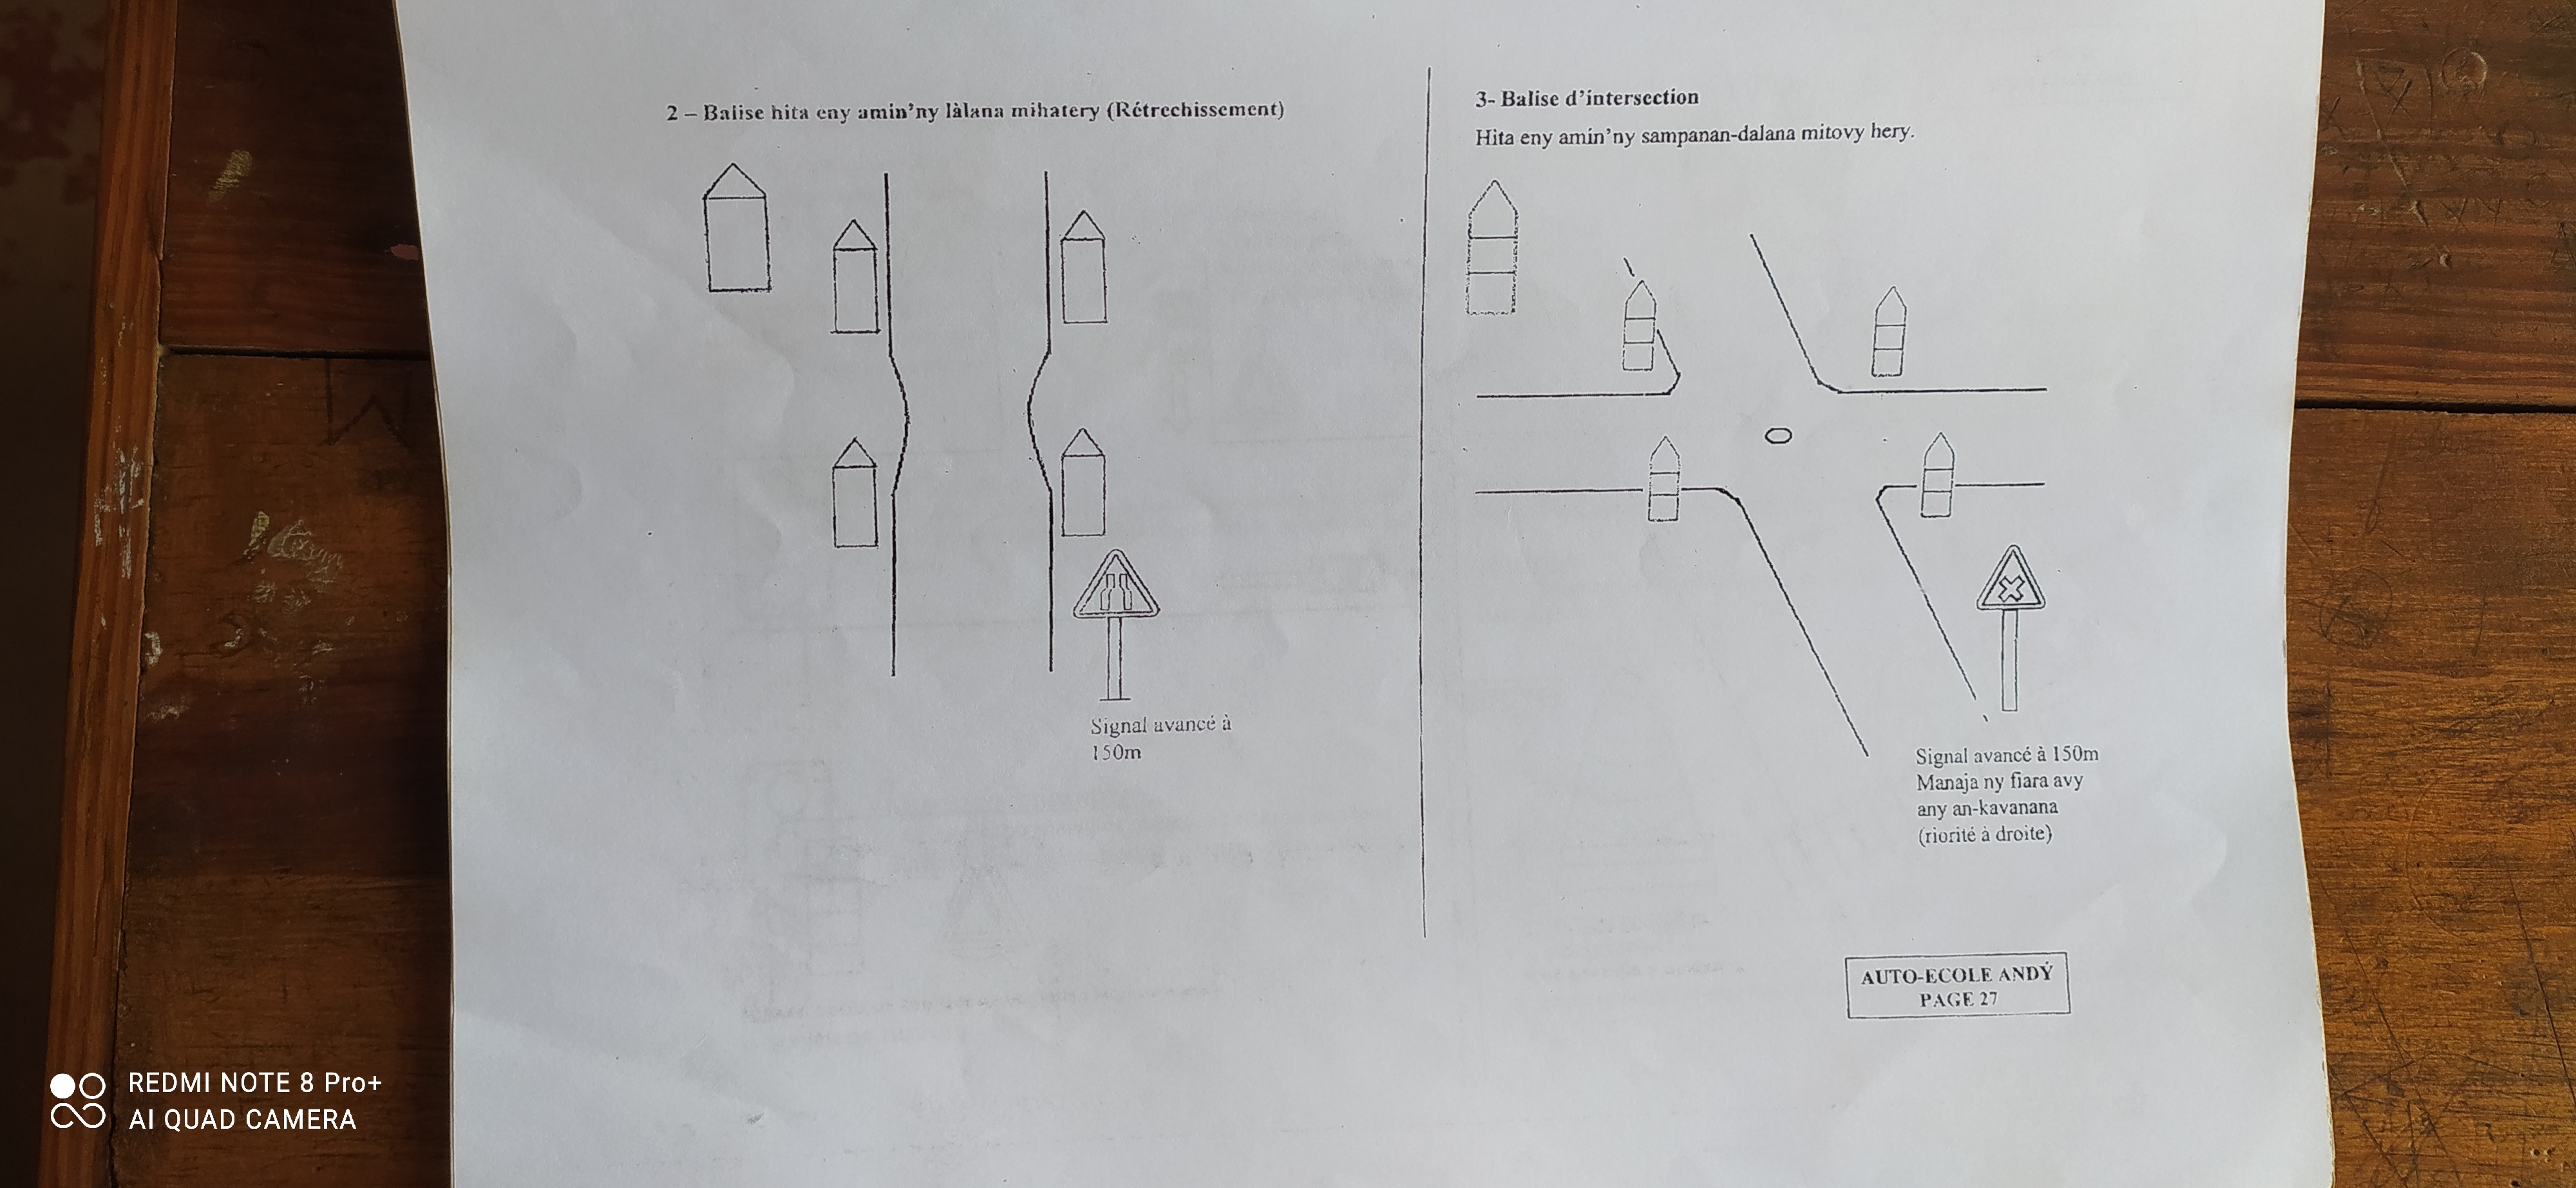 2 – Balise hita eny amin'ny làlana mihatery (Rétrechissement)
Signal avancé à
150m
3- Balise d'intersection
Hita eny amin'ny sampanan-dalana mitovy hery.
Signal avancé à 150m
Manaja ny fiara avy
any an-kavanana
(riorité à droite)
AUTO-ECOLE ANDY
PAGE 27
REDMI NOTE 8 Pro+
AI QUAD CAMERA